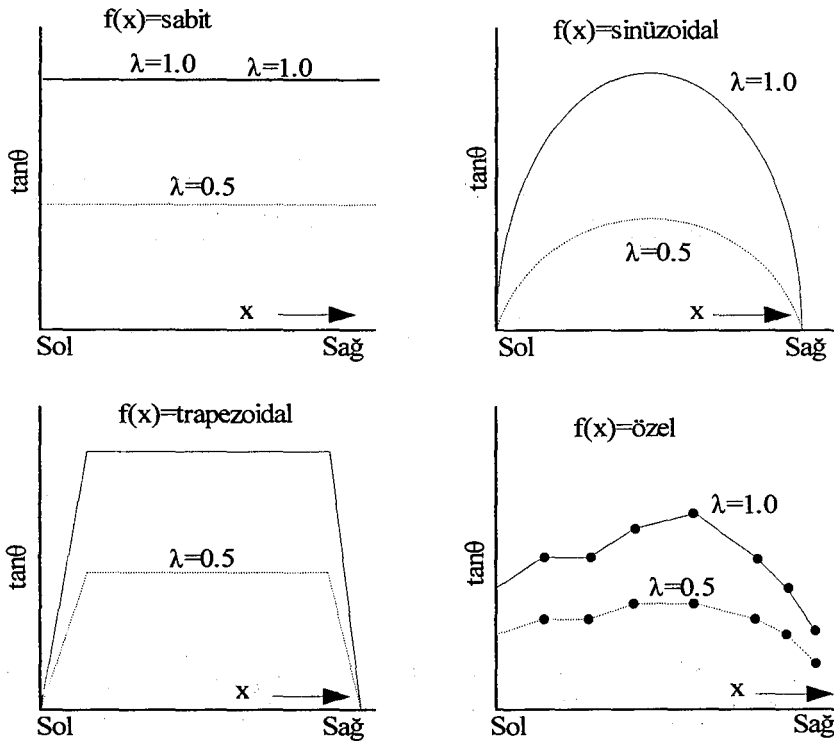 f(x)=sabit
λ=1.0 λ=1.0
λ=0.5
tanθ
x
Sol Sağ
f(x)=sinüzoidal
λ=1.0
λ=0.5
tanθ
x
Sol Sağ
f(x)=trapezoidal
λ=0.5
tanθ
x
Sol Sağ
f(x)=özel
λ=1.0
λ=0.5
tanθ
x
Sol Sağ